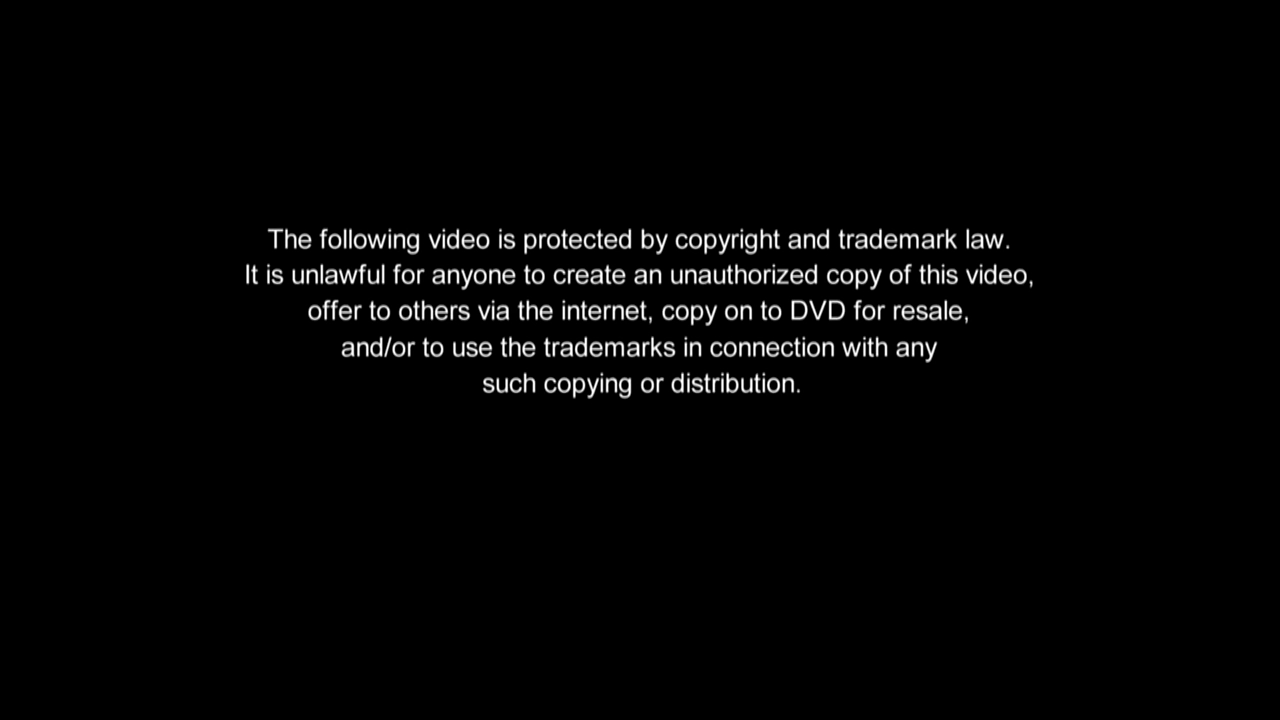 The following video is protected by copyright and trademark law.
It is unlawful for anyone to create an unauthorized copy of this video,
offer to others via the internet, copy on to DVD for resale,
and/or to use the trademarks in connection with any
such copying or distribution.